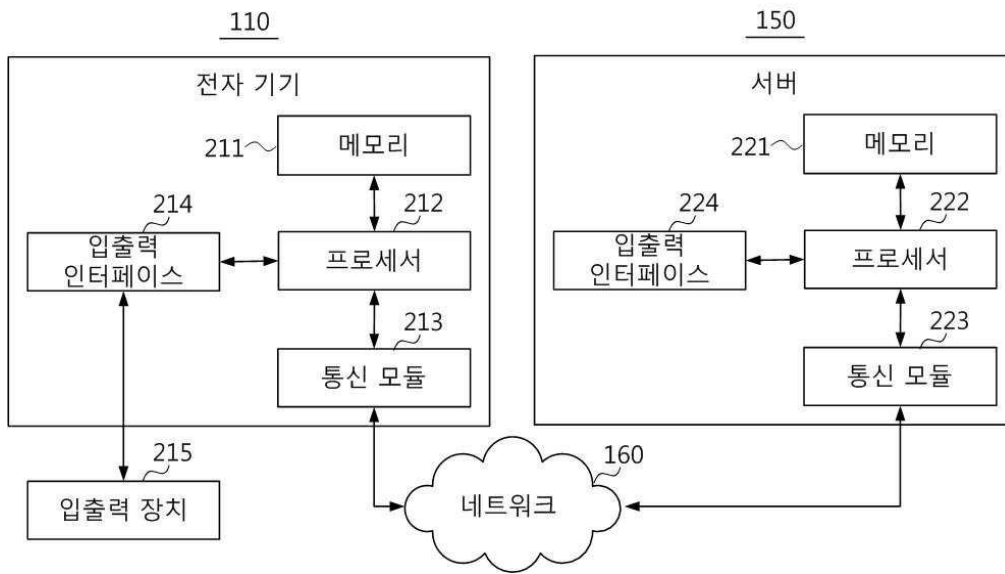 110
전자 기기
211
메모리
214
212
입출력
인터페이스
프로세서
213
통신 모듈
215
입출력 장치
150
서버
221
메모리
224
222
입출력
인터페이스
프로세서
223
통신 모듈
160
네트워크